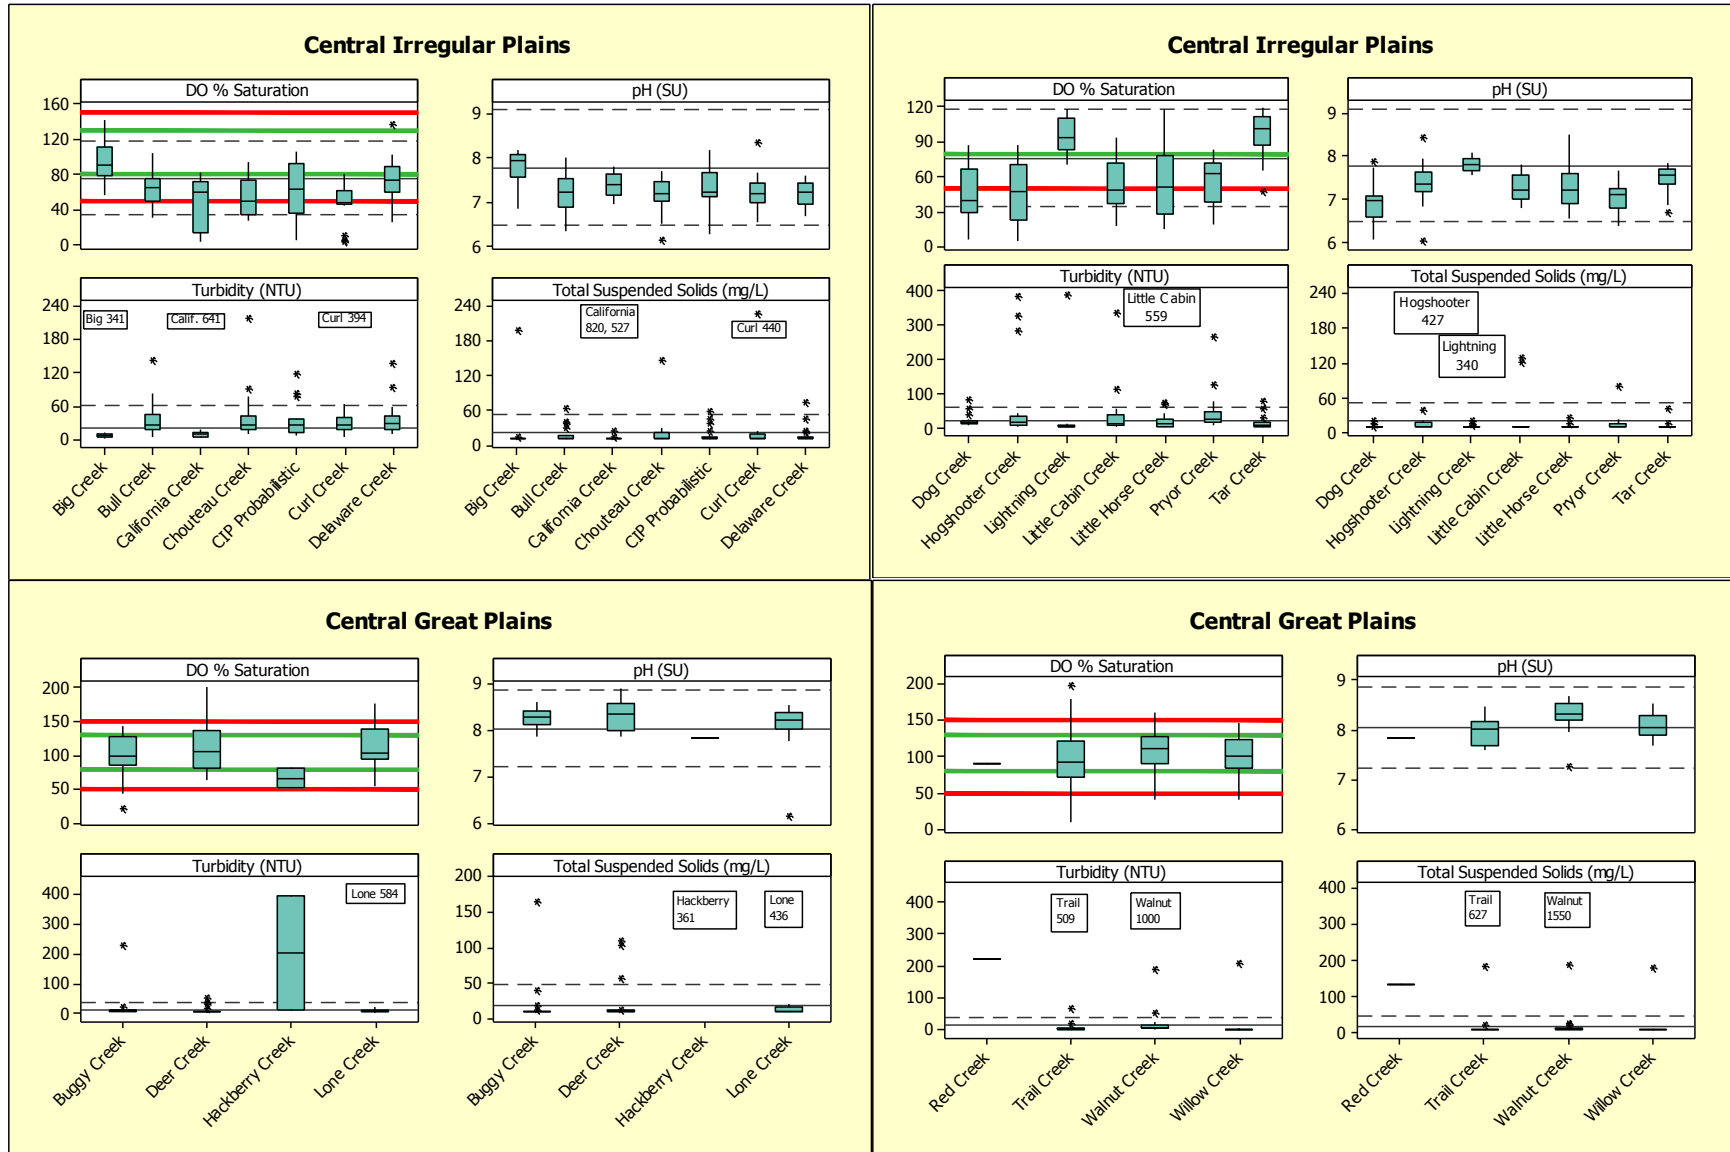 Central Irregular Plains
DO % Saturation
160
120
80
40
0
pH (SU)
9
8
7
6
Turbidity (NTU)
240
180
120
60
0
Big 341
Calif. 641
Curl 394
Total Suspended Solids (mg/L)
240
180
120
60
0
California
820, 527
Curl 440
Big Creek
Bull Creek
California Creek
Chouteau Creek
CIP Probabilistic
Curl Creek
Delaware Creek
Big Creek
Bull Creek
California Creek
Chouteau Creek
CIP Probabilistic
Curl Creek
Delaware Creek
Central Irregular Plains
DO % Saturation
120
90
60
30
0
pH (SU)
9
8
7
6
Turbidity (NTU)
400
300
200
100
0
Little Cabin
559
Total Suspended Solids (mg/L)
240
180
120
60
0
Hogshooter
427
Lightning
340
Dog Creek
Hogshooter Creek
Lightning Creek
Little Cabin Creek
Little Horse Creek
Pryor Creek
Tar Creek
Dog Creek
Hogshooter Creek
Lightning Creek
Little Cabin Creek
Little Horse Creek
Pryor Creek
Tar Creek
Central Great Plains
DO % Saturation
200
150
100
50
0
pH (SU)
9
8
7
6
Turbidity (NTU)
400
300
200
100
0
Lone 584
Total Suspended Solids (mg/L)
200
150
100
50
0
Hackberry
361
Lone
436
Buggy Creek
Deer Creek
Hackberry Creek
Lone Creek
Buggy Creek
Deer Creek
Hackberry Creek
Lone Creek
Central Great Plains
DO % Saturation
200
150
100
50
0
pH (SU)
9
8
7
6
Turbidity (NTU)
400
300
200
100
0
Trail
509
Walnut
1000
Total Suspended Solids (mg/L)
400
300
200
100
0
Trail
627
Walnut
1550
Red Creek
Trail Creek
Walnut Creek
Willow Creek
Red Creek
Trail Creek
Walnut Creek
Willow Creek